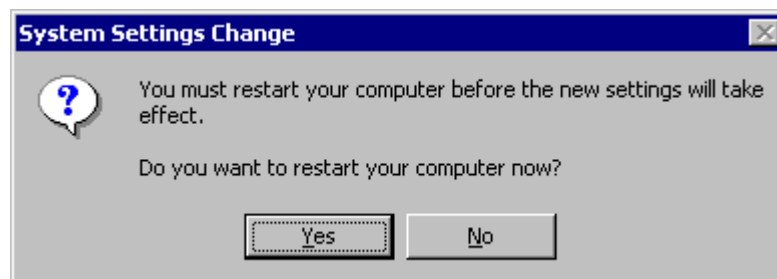 System Settings Change
You must restart your computer before the new settings will take
effect.
Do you want to restart your computer now?
Yes
No